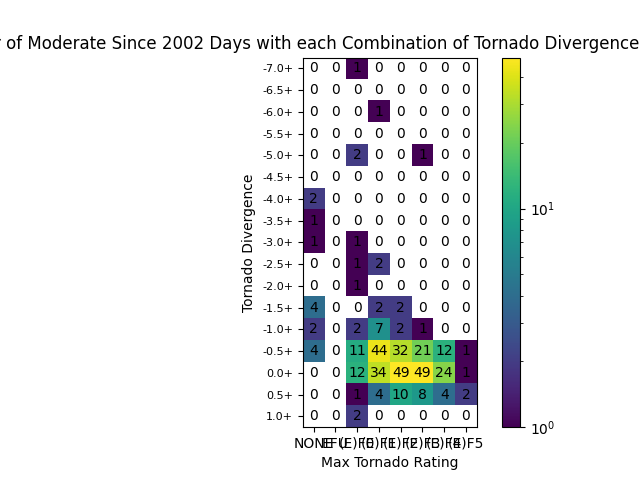 of Moderate Since 2002 Days with each Combination of Tornado Divergence
-7.0+ 0 0 1 0 0 0 0 0
-6.5+ 0 0 0 0 0 0 0 0
-6.0+ 0 0 0 1 0 0 0 0
-5.5+ 0 0 0 0 0 0 0 0
-5.0+ 0 0 2 0 0 1 0 0
-4.5+ 0 0 0 0 0 0 0 0
-4.0+ 2 0 0 0 0 0 0 0
-3.5+ 1 0 0 0 0 0 0 0
-3.0+ 1 0 1 0 0 0 0 0
-2.5+ 0 0 1 2 0 0 0 0
-2.0+ 0 0 1 0 0 0 0 0
-1.5+ 4 0 0 2 2 0 0 0
-1.0+ 2 0 2 7 2 1 0 0
-0.5+ 4 0 11 44 32 21 12 1
0.0+ 0 0 12 34 49 49 24 1
0.5+ 0 0 1 4 10 8 4 2
1.0+ 0 0 2 0 0 0 0 0
NONE EFU (E)F0 (E)F1 (E)F2 (E)F3 (E)F4 (E)F5
Max Tornado Rating
Tornado Divergence
10¹
10⁰